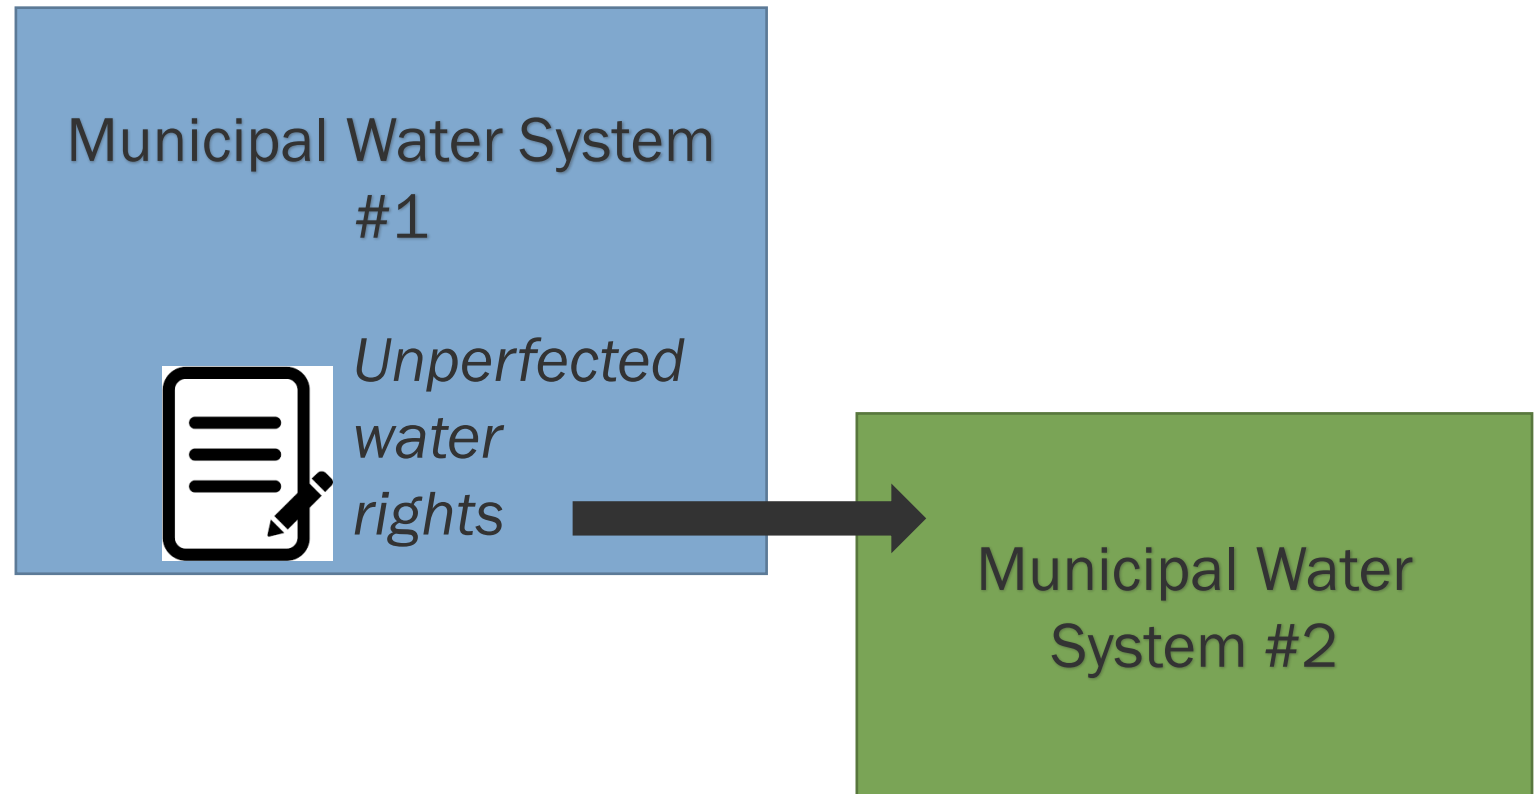 Municipal Water System
#1
Unperfected
water
rights
Municipal Water
System #2